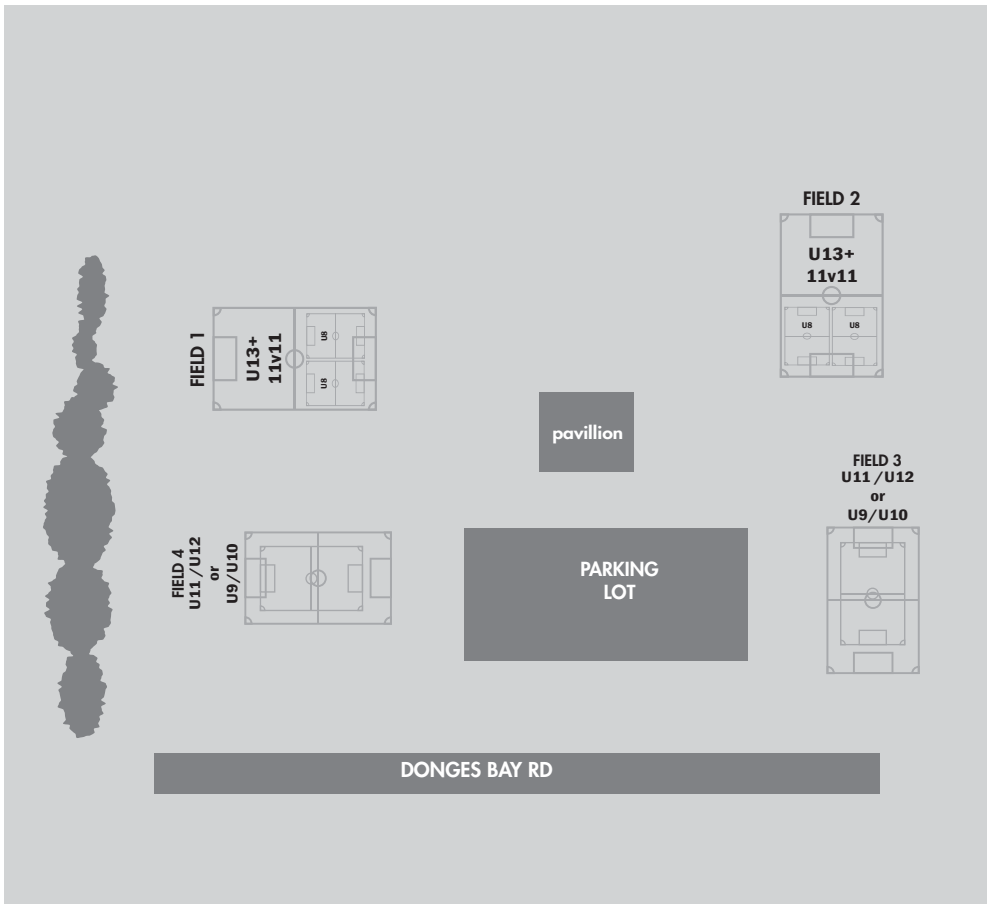 FIELD 2
U13+
11v11
U8
U8
FIELD 1
U13+
11v11
U8
U8
pavillion
FIELD 3
U11 /U12
or
U9/U10
FIELD 4
U11 /U12
or
U9/U10
PARKING
LOT
DONGES BAY RD